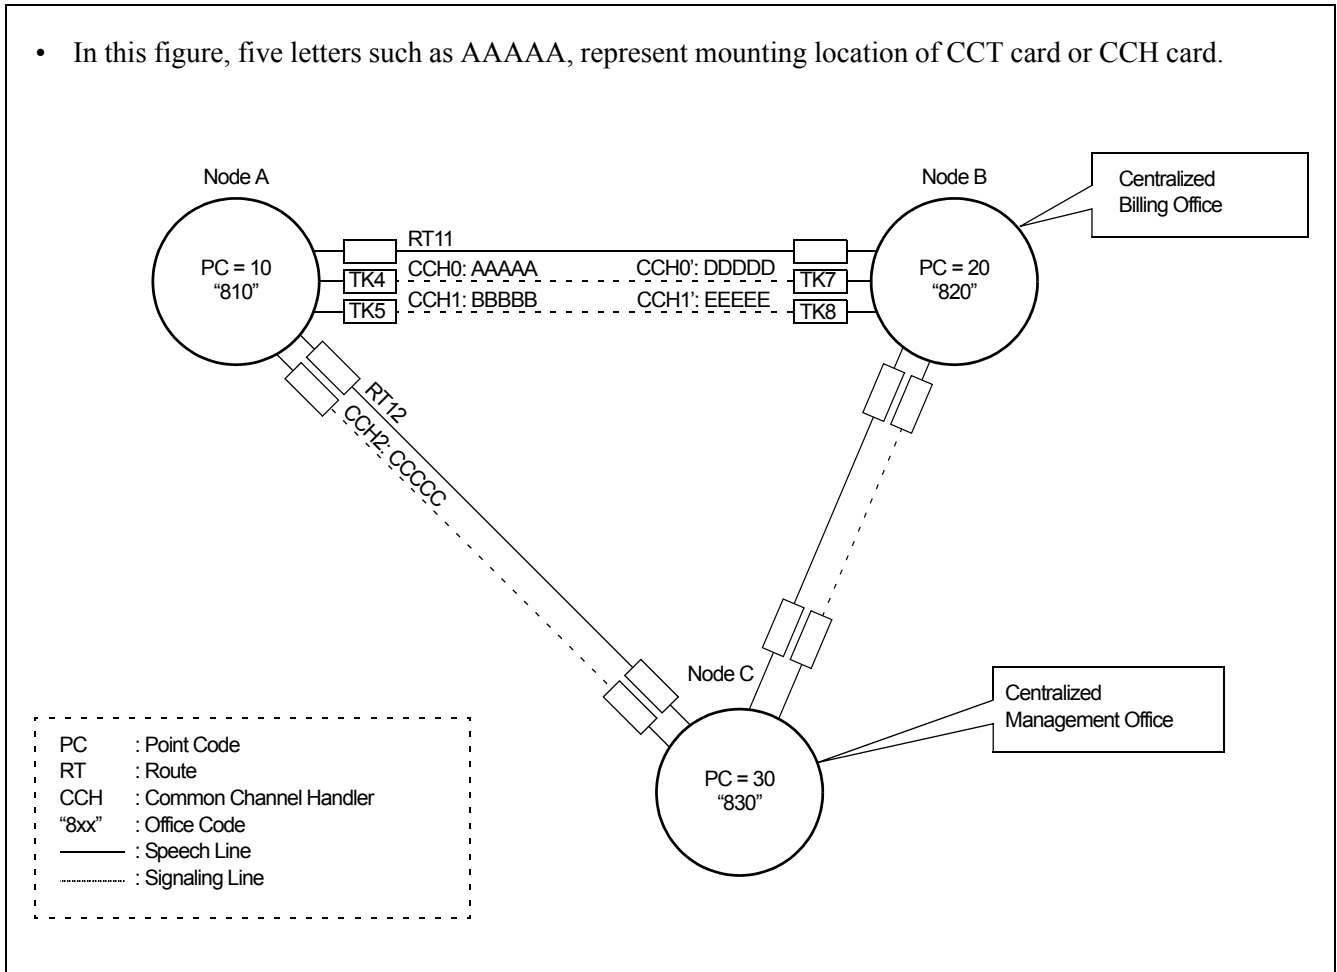 • In this figure, five letters such as AAAAA, represent mounting location of CCT card or CCH card.
Node A
Node B
Centralized
Billing Office
PC = 10
"810"
RT11
CCH0: AAAAA
CCH0': DDDDD
TK4
TK7
CCH1: BBBBB
CCH1': EEEEE
TK5
TK8
PC = 20
“820”
RT12
CCH2: CCCCC
Node C
Centralized
Management Office
PC = 30
“830”
PC : Point Code
RT : Route
CCH : Common Channel Handler
“8xx” : Office Code
: Speech Line
: Signaling Line